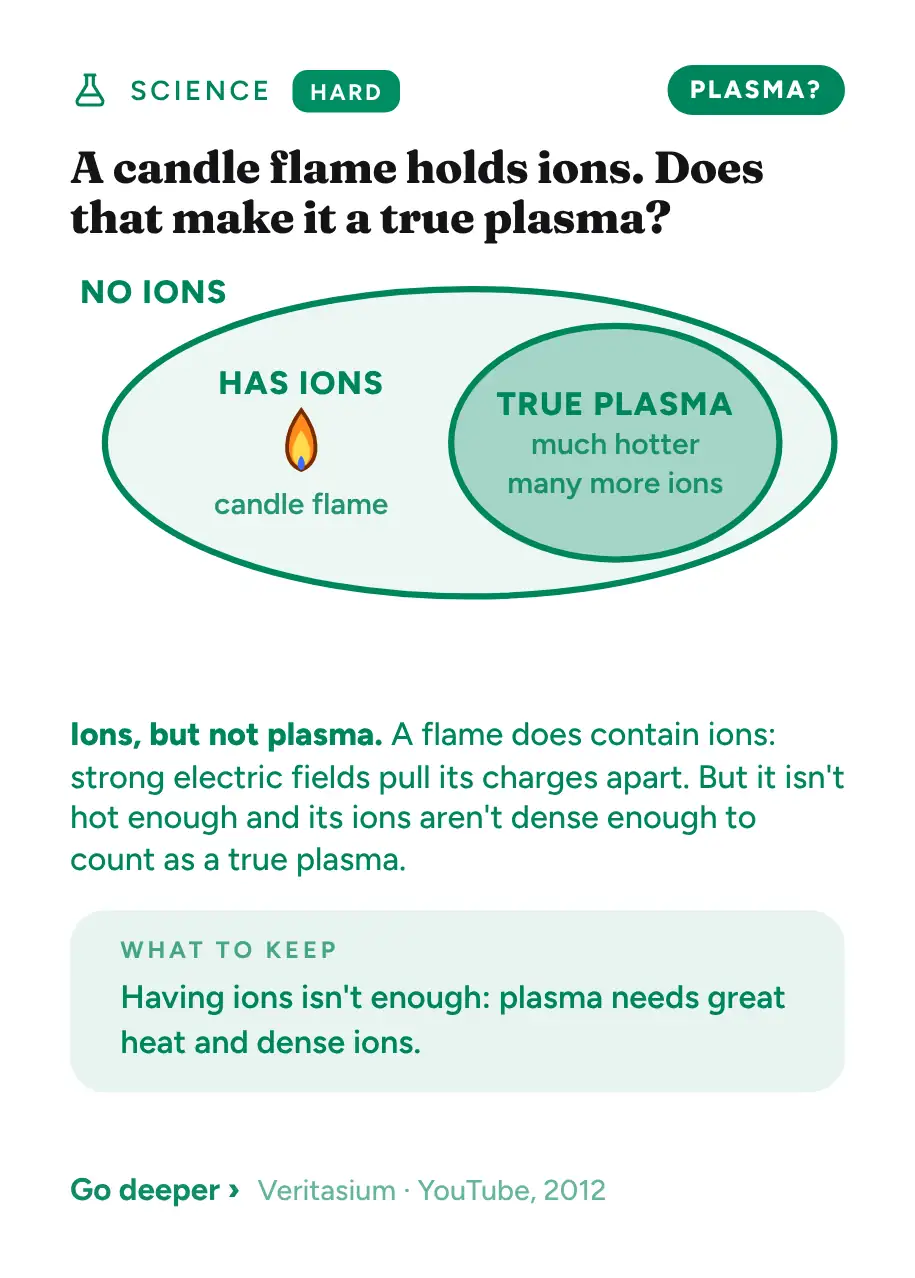 SCIENCE HARD PLASMA?
A candle flame holds ions. Does
that make it a true plasma?
NO IONS
HAS IONS
candle flame
TRUE PLASMA
much hotter
many more ions
Ions, but not plasma. A flame does contain ions:
strong electric fields pull its charges apart. But it isn't
hot enough and its ions aren't dense enough to
count as a true plasma.
WHAT TO KEEP
Having ions isn't enough: plasma needs great
heat and dense ions.
Go deeper › Veritasium · YouTube, 2012